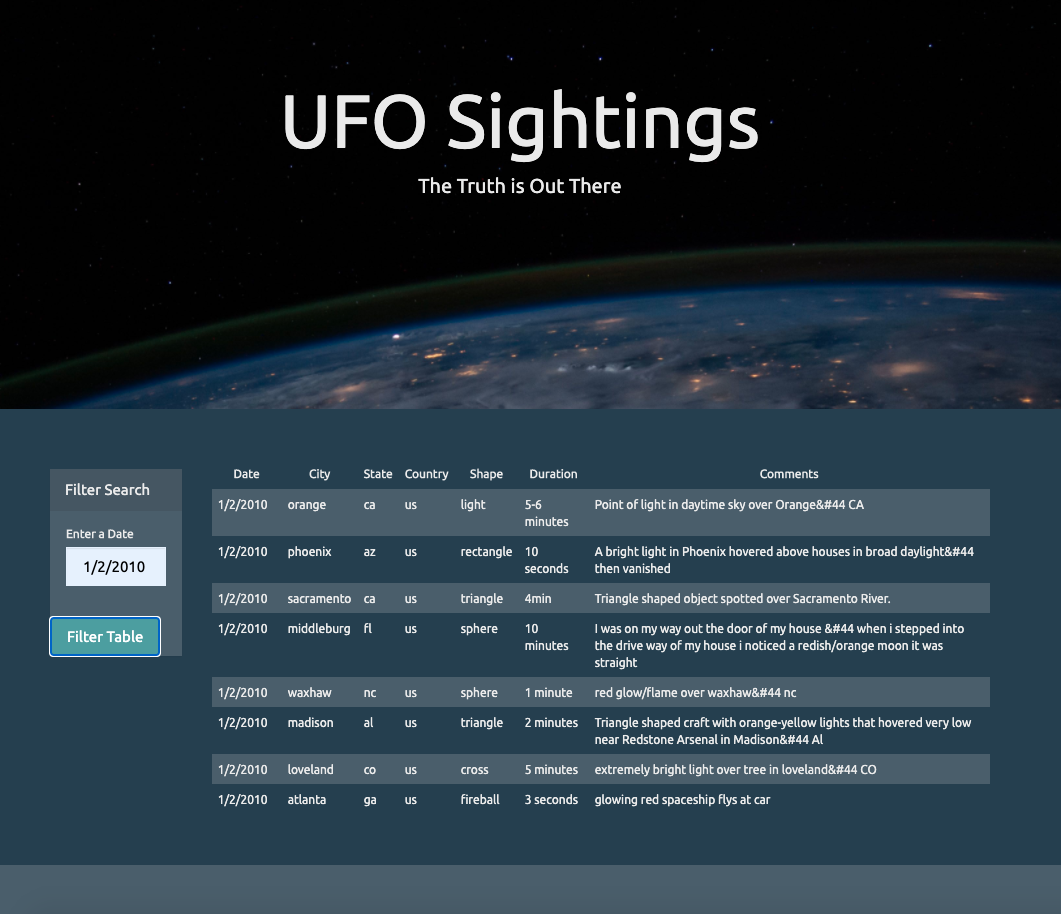 UFO Sightings
The Truth is Out There
Filter Search
Enter a Date
1/2/2010
Filter Table
Date City State Country Shape Duration Comments
1/2/2010 orange ca us light 5-6 minutes Point of light in daytime sky over Orange&#44 CA
1/2/2010 phoenix az us rectangle 10 seconds A bright light in Phoenix hovered above houses in broad daylight&#44 then vanished
1/2/2010 sacramento ca us triangle 4min Triangle shaped object spotted over Sacramento River.
1/2/2010 middleburg fl us sphere 10 minutes I was on my way out the door of my house &#44 when i stepped into the drive way of my house i noticed a redish/orange moon it was straight
1/2/2010 waxhaw nc us sphere 1 minute red glow/flame over waxhaw&#44 nc
1/2/2010 madison al us triangle 2 minutes Triangle shaped craft with orange-yellow lights that hovered very low near Redstone Arsenal in Madison&#44 Al
1/2/2010 loveland co us cross 5 minutes extremely bright light over tree in loveland&#44 CO
1/2/2010 atlanta ga us fireball 3 seconds glowing red spaceship flys at car